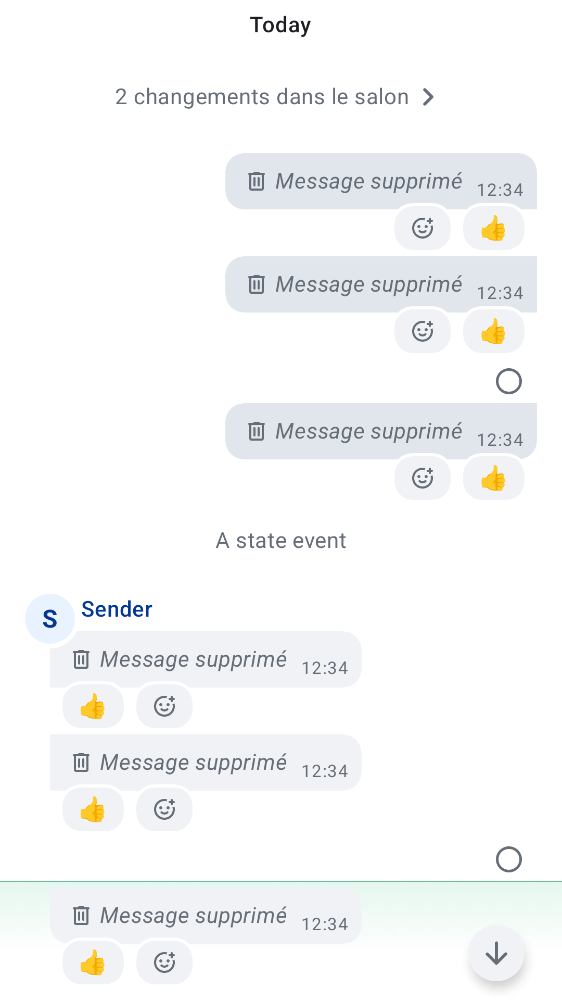 Today
2 changements dans le salon
Message supprimé 12:34
👍
Message supprimé 12:34
👍
Message supprimé 12:34
👍
A state event
S Sender
Message supprimé 12:34
👍
Message supprimé 12:34
👍
Message supprimé 12:34
👍